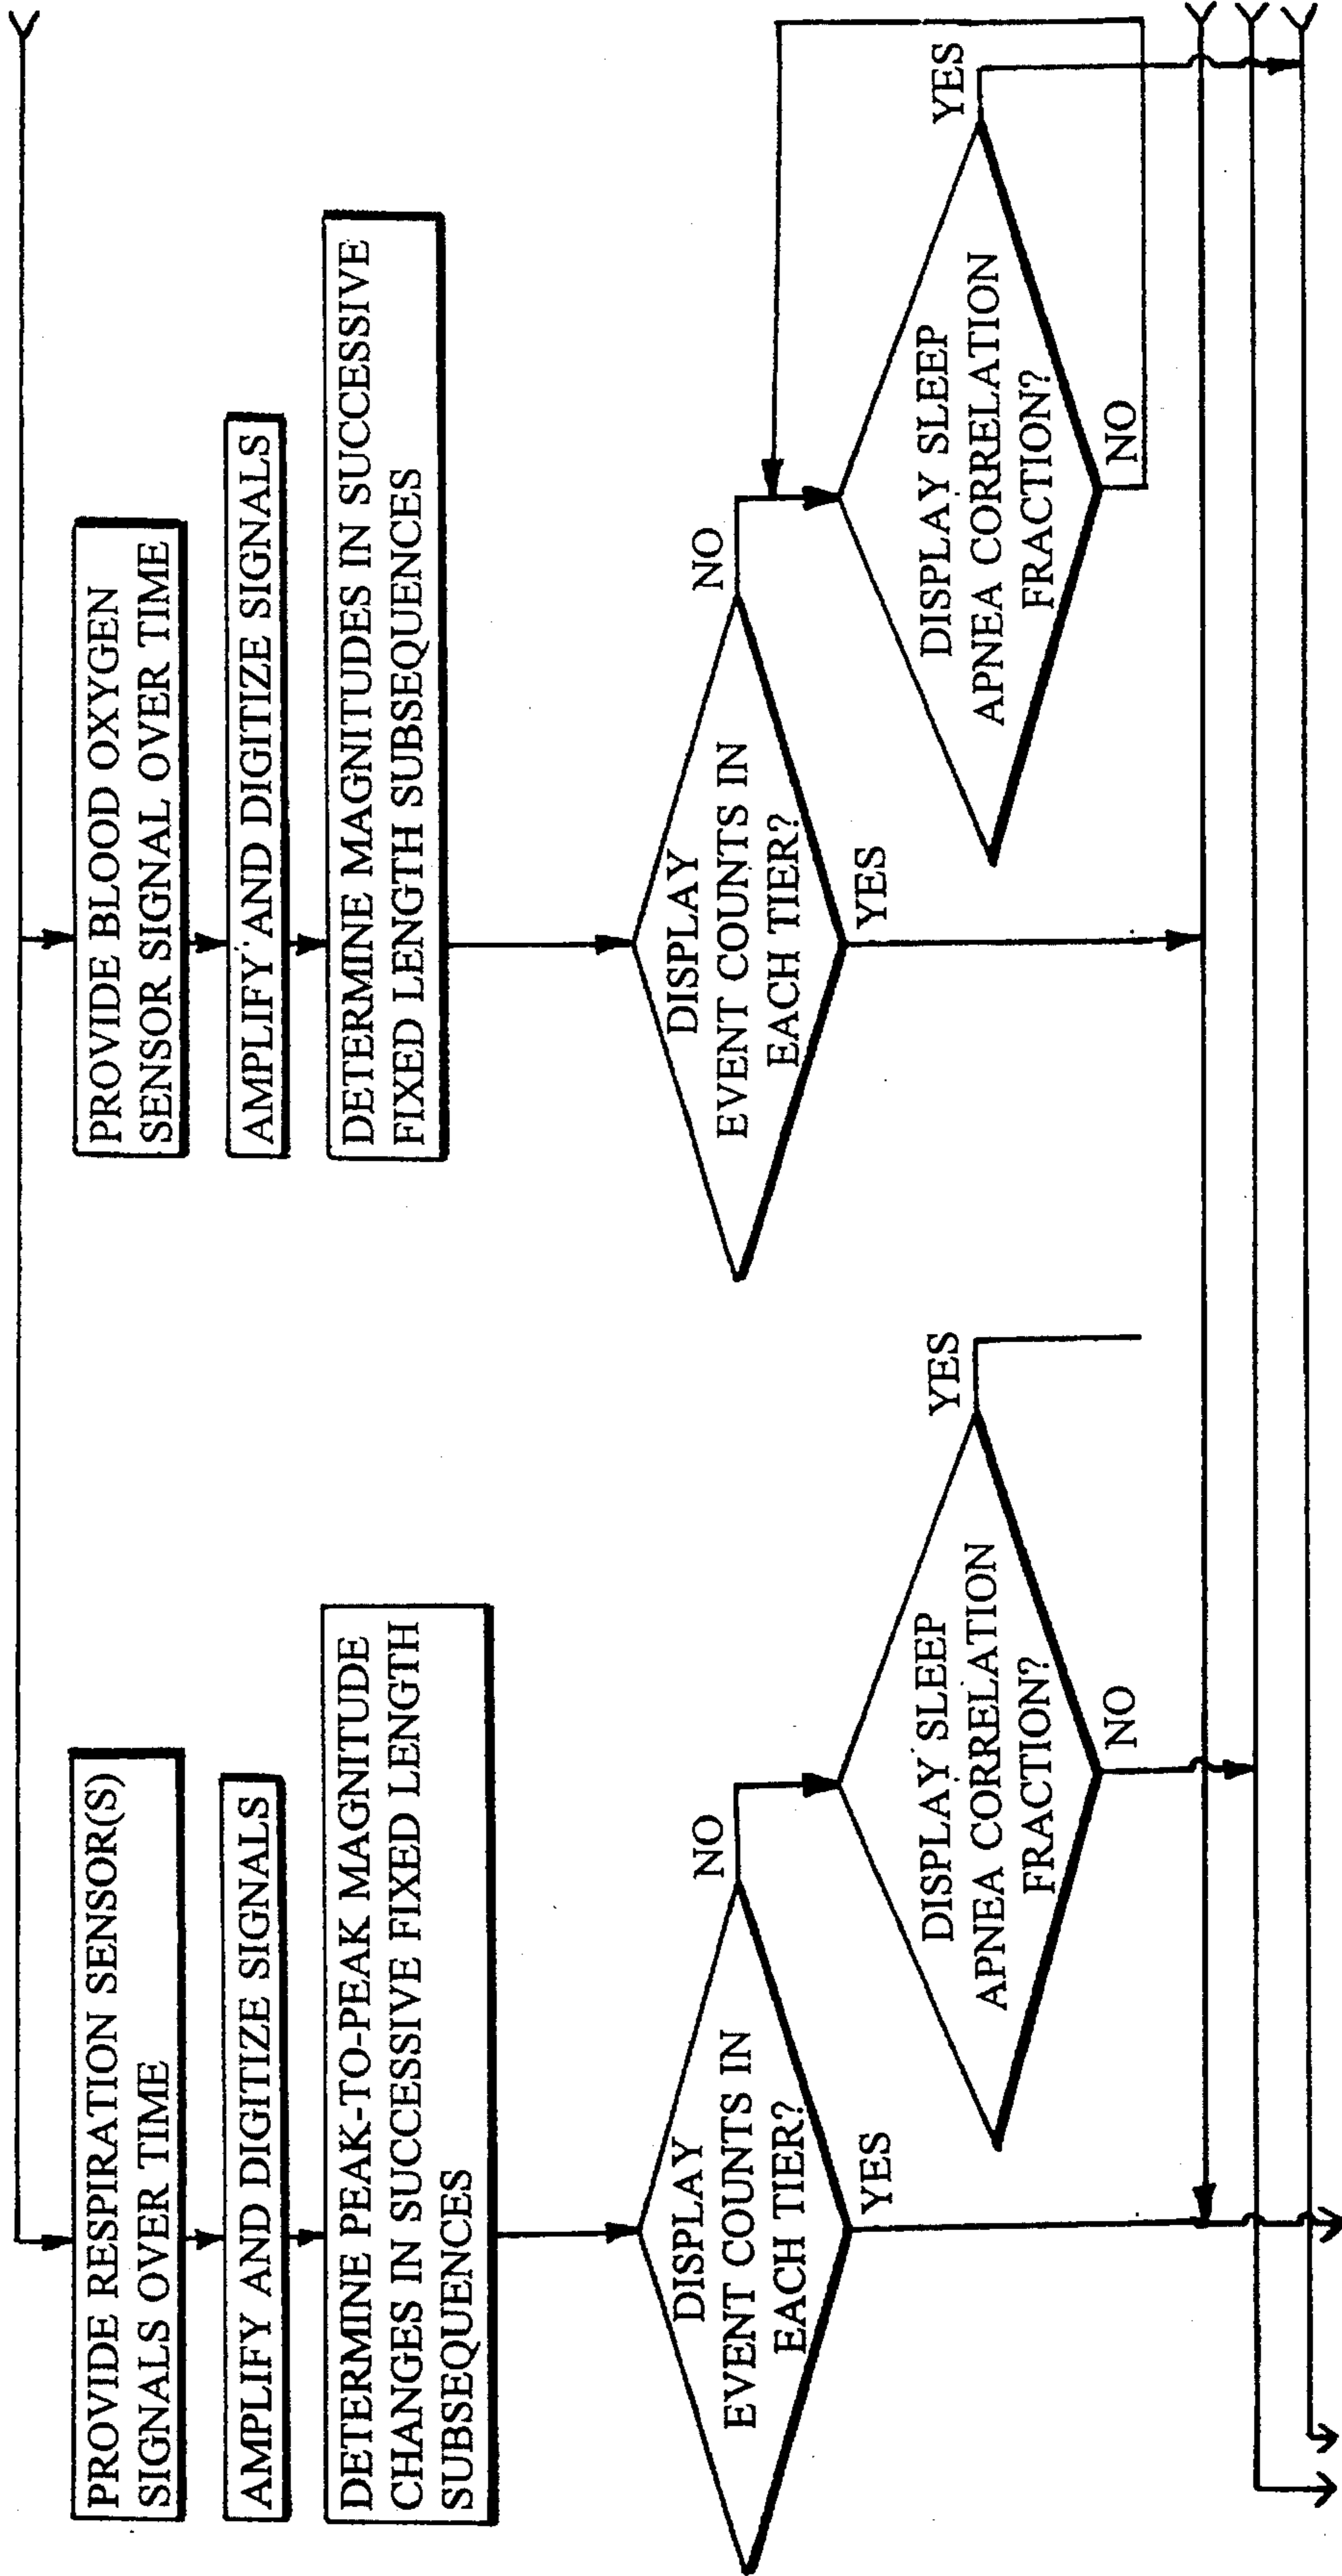 PROVIDE RESPIRATION SENSOR(S)
SIGNALS OVER TIME
AMPLIFY AND DIGITIZE SIGNALS
DETERMINE PEAK-TO-PEAK MAGNITUDE
CHANGES IN SUCCESSIVE FIXED LENGTH
SUBSEQUENCES
DISPLAY
EVENT COUNTS IN
EACH TIER?
NO
YES
DISPLAY SLEEP
APNEA CORRELATION
FRACTION?
YES
NO
PROVIDE BLOOD OXYGEN
SENSOR SIGNAL OVER TIME
AMPLIFY AND DIGITIZE SIGNALS
DETERMINE MAGNITUDES IN SUCCESSIVE
FIXED LENGTH SUBSEQUENCES
DISPLAY
EVENT COUNTS IN
EACH TIER?
NO
YES
DISPLAY SLEEP
APNEA CORRELATION
FRACTION?
YES
NO